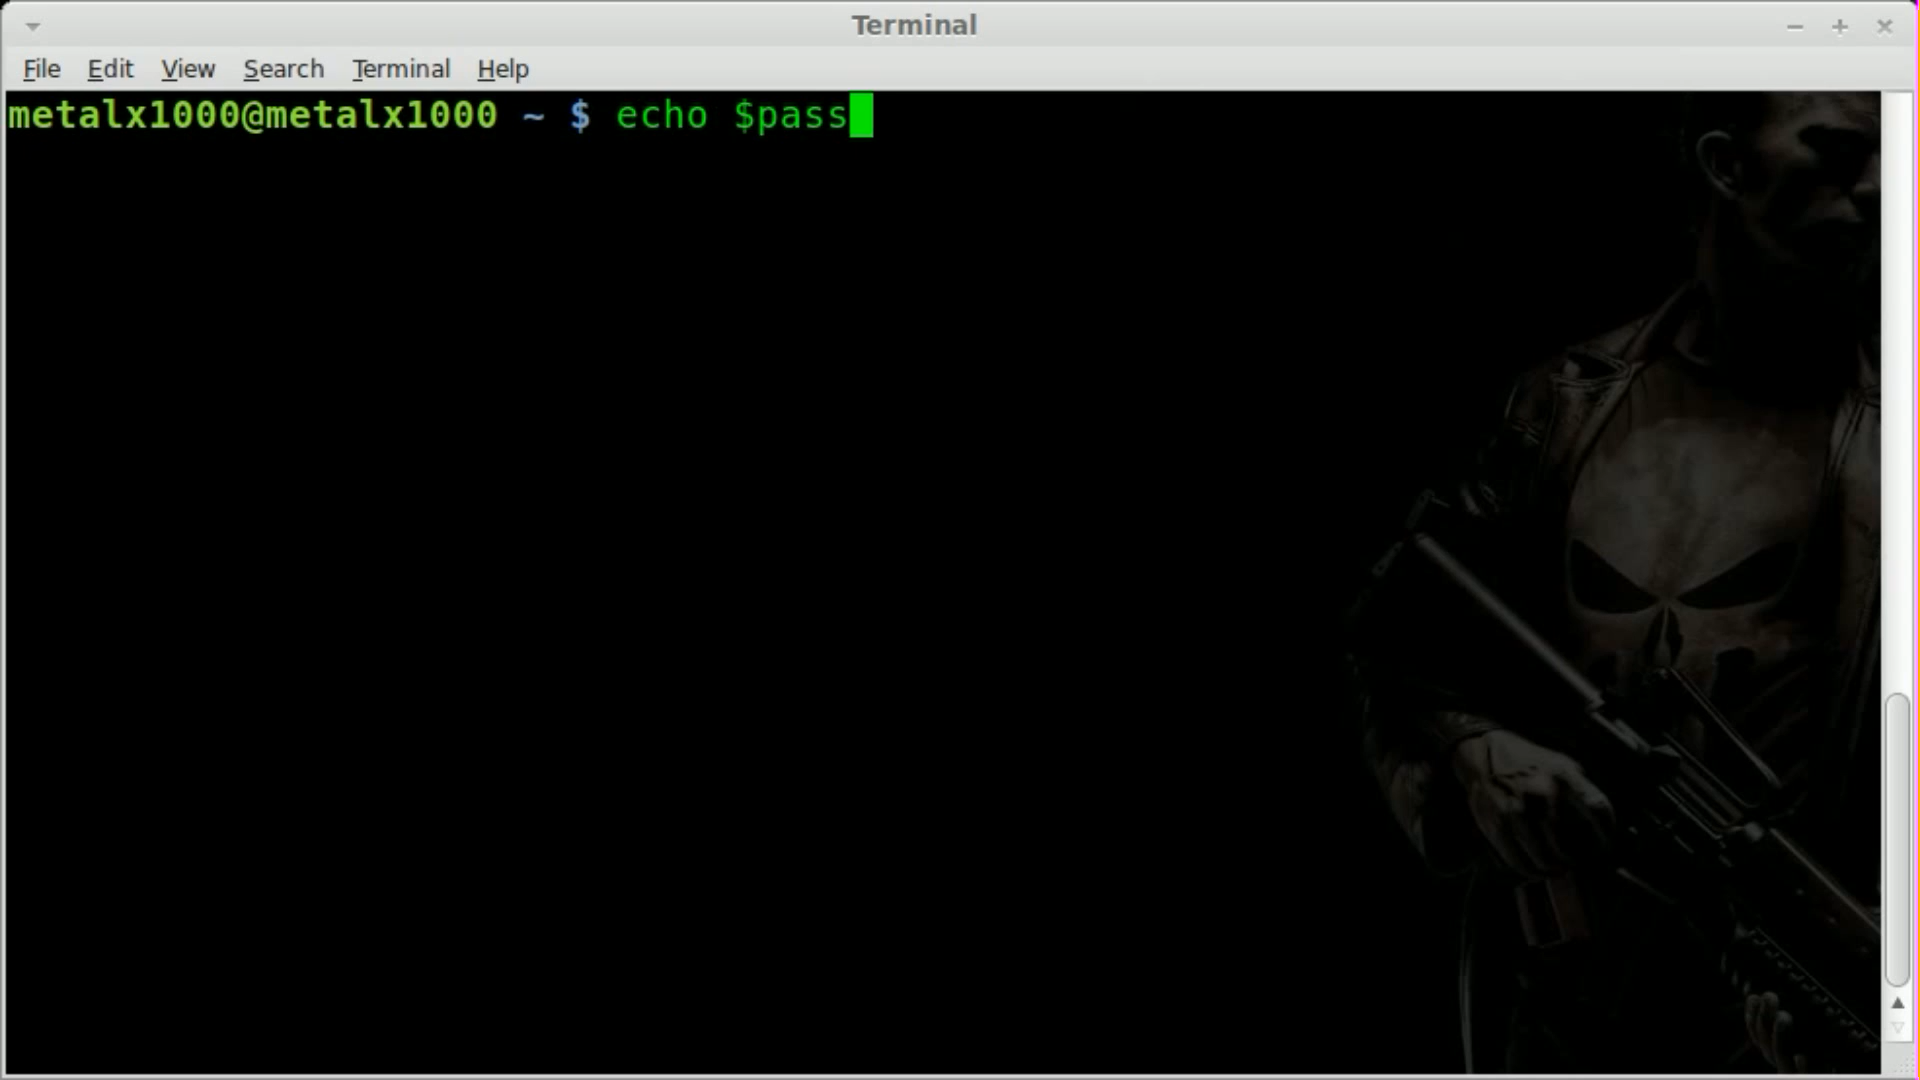 Terminal
File Edit View Search Terminal Help
metalx1000@metalx1000 ~ $ echo $pass